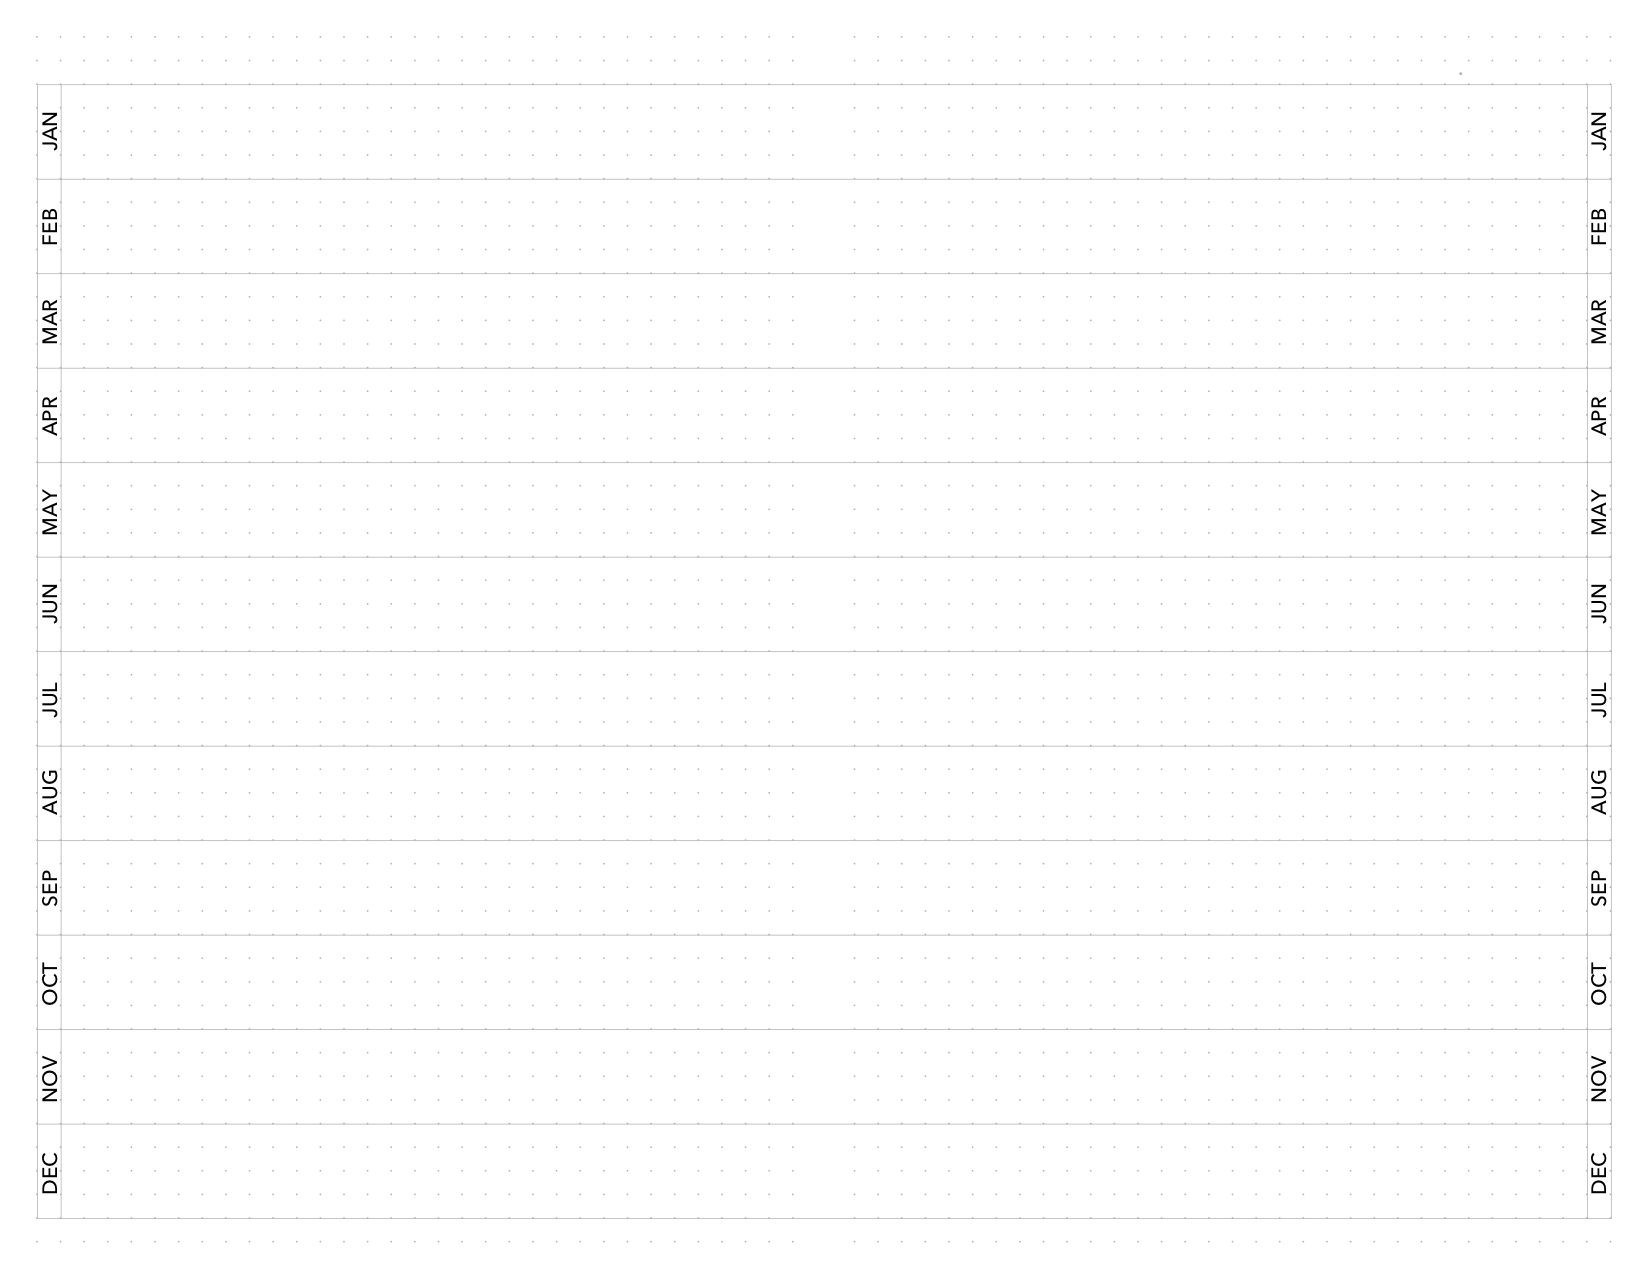 JAN JAN
FEB FEB
MAR MAR
APR APR
MAY MAY
JUN JUN
JUL JUL
AUG AUG
SEP SEP
OCT OCT
NOV NOV
DEC DEC